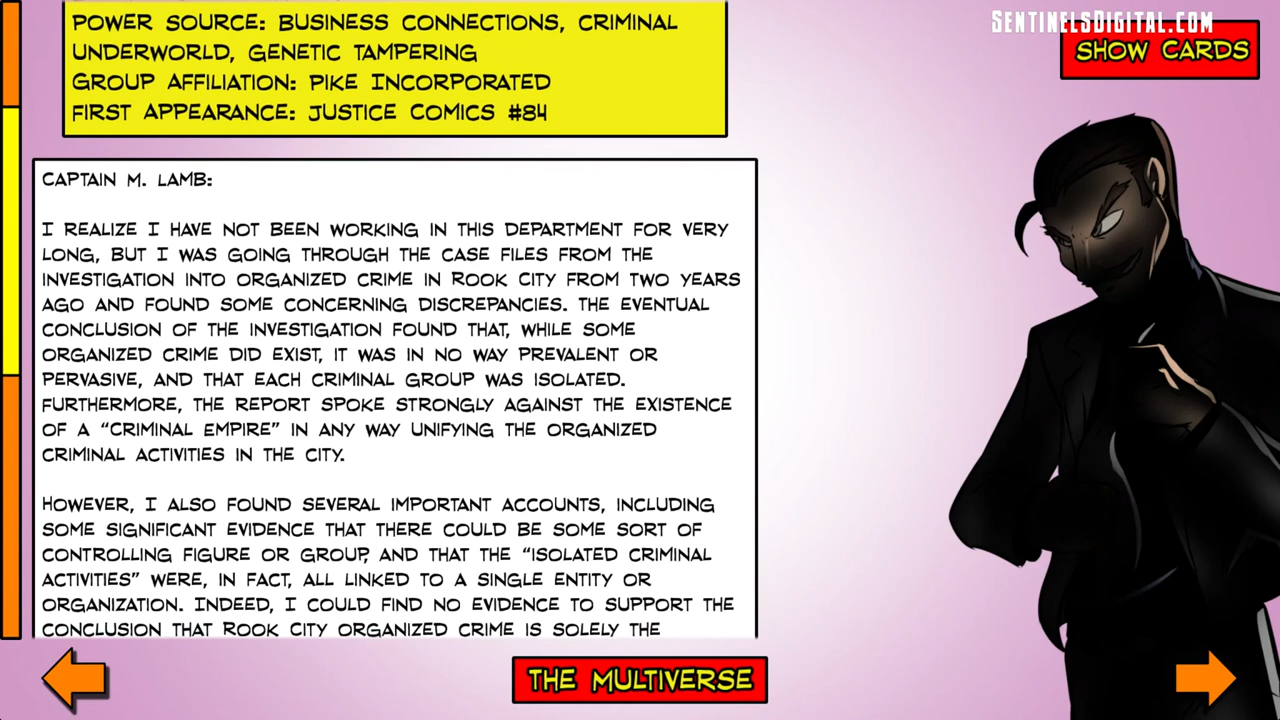 POWER SOURCE: BUSINESS CONNECTIONS, CRIMINAL
UNDERWORLD, GENETIC TAMPERING
GROUP AFFILIATION: PIKE INCORPORATED
FIRST APPEARANCE: JUSTICE COMICS #84
SENTINELSDIGITAL.COM
SHOW CARDS
CAPTAIN M. LAMB:
I REALIZE I HAVE NOT BEEN WORKING IN THIS DEPARTMENT FOR VERY
LONG, BUT I WAS GOING THROUGH THE CASE FILES FROM THE
INVESTIGATION INTO ORGANIZED CRIME IN ROOK CITY FROM TWO YEARS
AGO AND FOUND SOME CONCERNING DISCREPANCIES. THE EVENTUAL
CONCLUSION OF THE INVESTIGATION FOUND THAT, WHILE SOME
ORGANIZED CRIME DID EXIST, IT WAS IN NO WAY PREVALENT OR
PERVASIVE, AND THAT EACH CRIMINAL GROUP WAS ISOLATED.
FURTHERMORE, THE REPORT SPOKE STRONGLY AGAINST THE EXISTENCE
OF A “CRIMINAL EMPIRE” IN ANY WAY UNIFYING THE ORGANIZED
CRIMINAL ACTIVITIES IN THE CITY.
HOWEVER, I ALSO FOUND SEVERAL IMPORTANT ACCOUNTS, INCLUDING
SOME SIGNIFICANT EVIDENCE THAT THERE COULD BE SOME SORT OF
CONTROLLING FIGURE OR GROUP, AND THAT THE “ISOLATED CRIMINAL
ACTIVITIES” WERE, IN FACT, ALL LINKED TO A SINGLE ENTITY OR
ORGANIZATION. INDEED, I COULD FIND NO EVIDENCE TO SUPPORT THE
CONCLUSION THAT ROOK CITY ORGANIZED CRIME IS SOLELY THE
THE MULTIVERSE